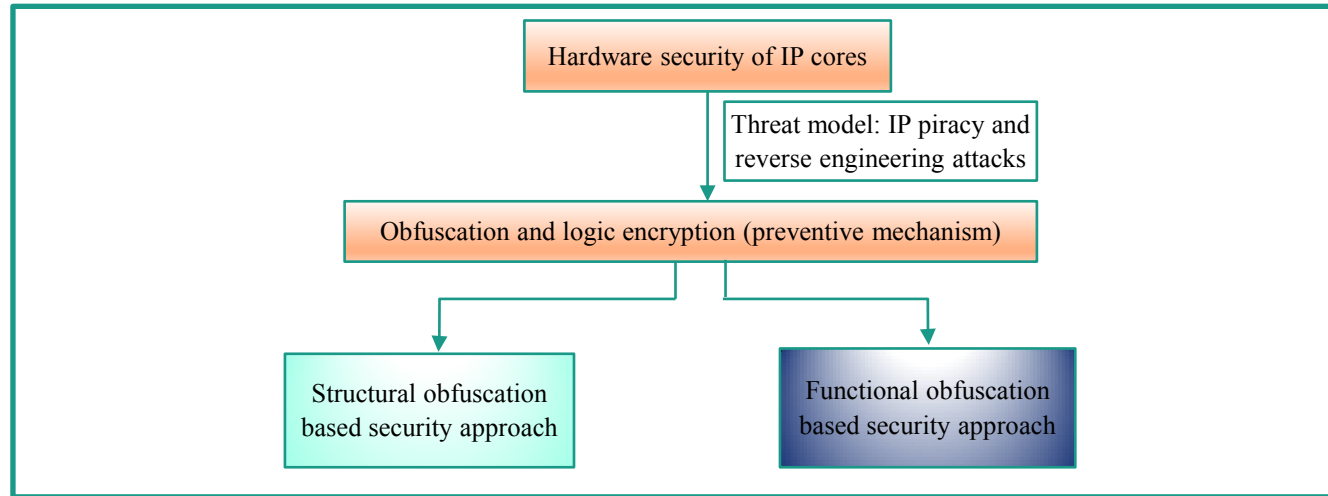 Hardware security of IP cores
Threat model: IP piracy and
reverse engineering attacks
Obfuscation and logic encryption (preventive mechanism)
Structural obfuscation
based security approach
Functional obfuscation
based security approach